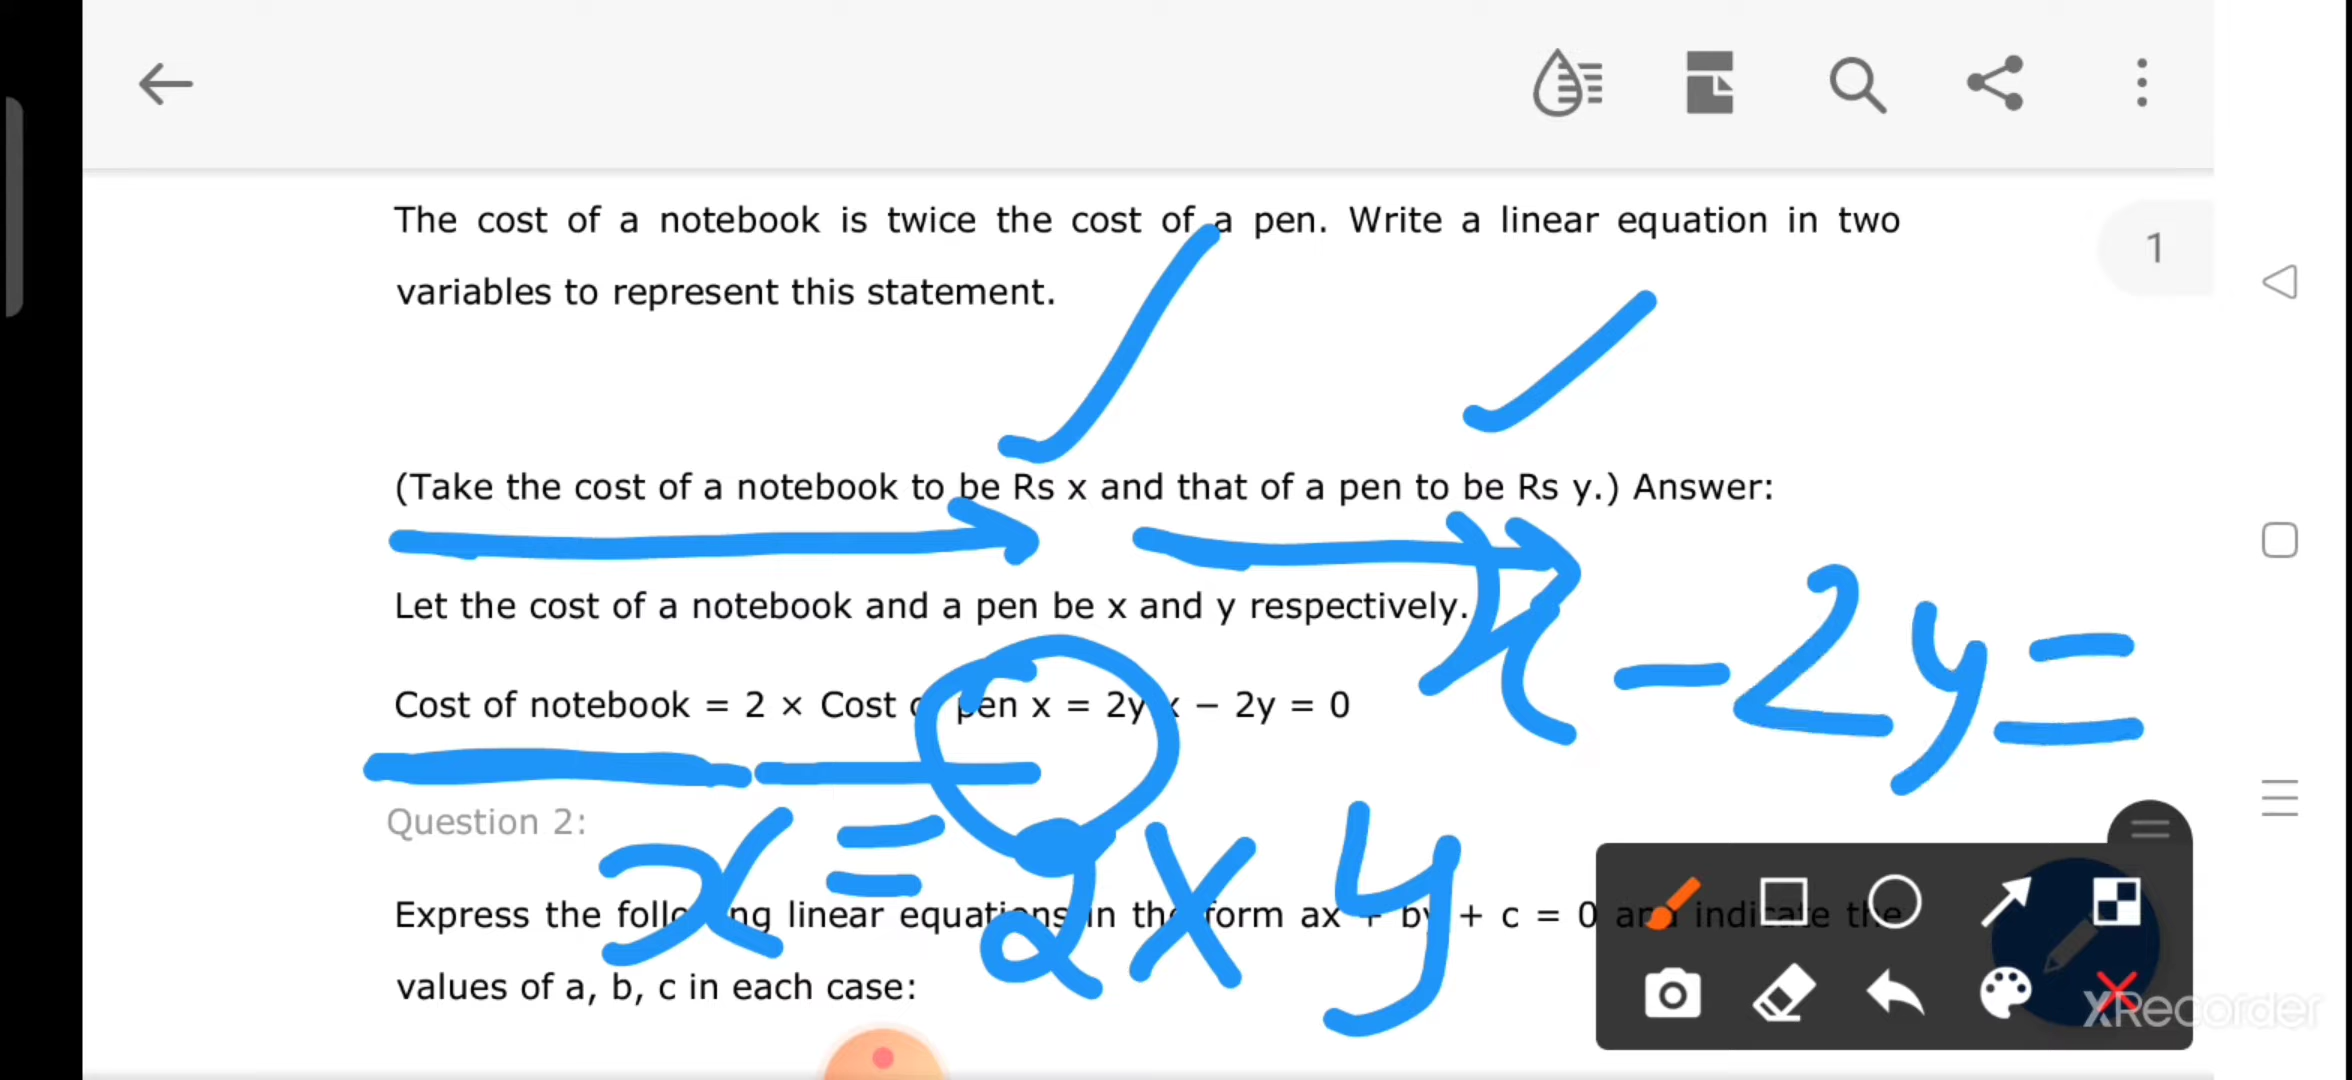 The cost of a notebook is twice the cost of a pen. Write a linear equation in two
1
variables to represent this statement.
(Take the cost of a notebook to be Rs x and that of a pen to be Rs y.) Answer:
Let the cost of a notebook and a pen be x and y respectively.
x - 2y =
Cost of notebook = 2 × Cost of pen x = 2y x − 2y = 0
Question 2:
x = 2 x y
Express the following linear equations in the form ax + by + c = 0 and indicate the
values of a, b, c in each case:
XRecorder